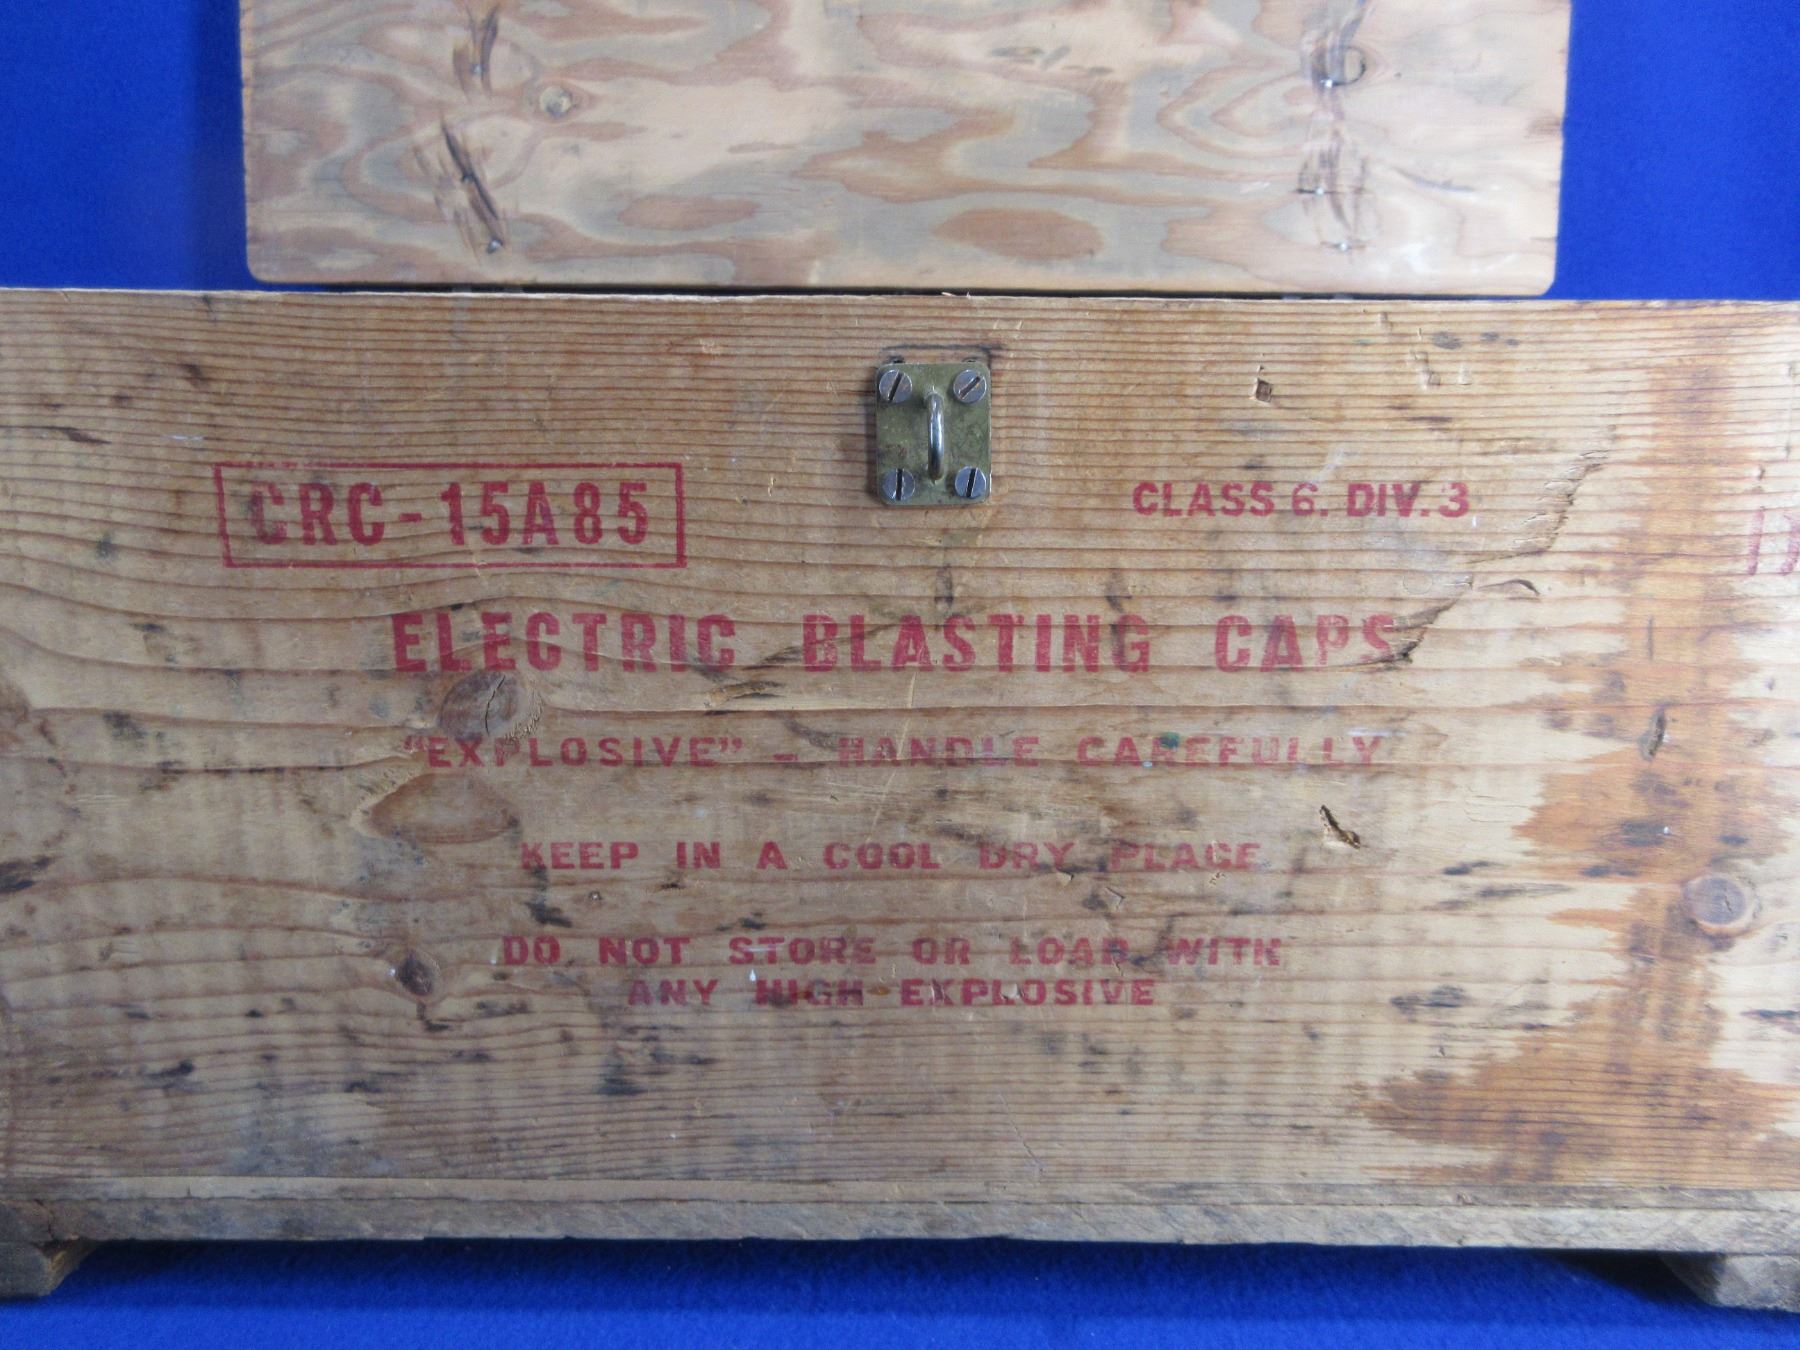 CRC-15A85
CLASS 6. DIV. 3
ELECTRIC BLASTING CAPS
"EXPLOSIVE" - HANDLE CAREFULLY
KEEP IN A COOL DRY PLACE
DO NOT STORE OR LOAD WITH
ANY HIGH EXPLOSIVE